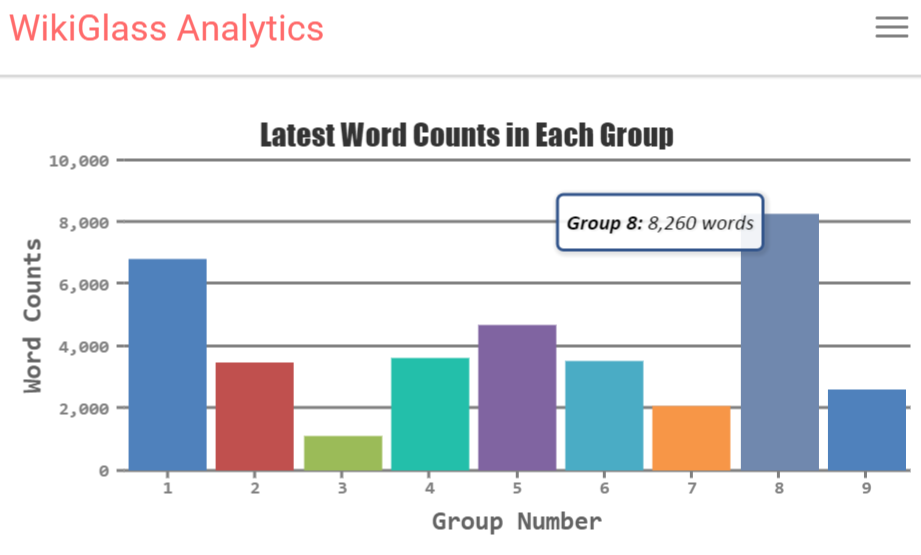 WikiGlass Analytics
Latest Word Counts in Each Group
10,000
Group 8: 8,260 words
8,000
6,000
4,000
2,000
0
Word Counts
1 2 3 4 5 6 7 8 9
Group Number